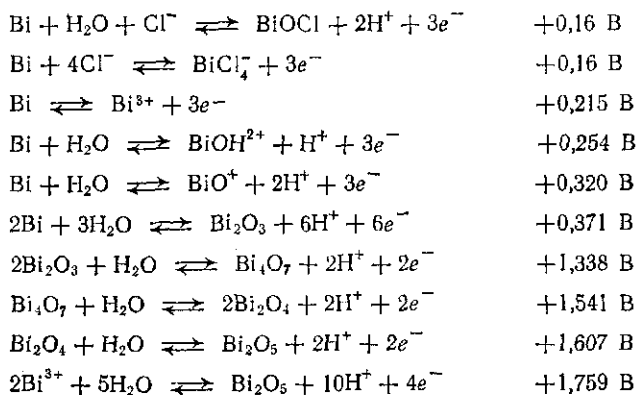 Bi + H₂O + Cl⁻ ⇌ BiOCl + 2H⁺ + 3e⁻ +0,16 В
Bi + 4Cl⁻ ⇌ BiCl₄⁻ + 3e⁻ +0,16 В
Bi ⇌ Bi³⁺ + 3e⁻ +0,215 В
Bi + H₂O ⇌ BiOH²⁺ + H⁺ + 3e⁻ +0,254 В
Bi + H₂O ⇌ BiO⁺ + 2H⁺ + 3e⁻ +0,320 В
2Bi + 3H₂O ⇌ Bi₂O₃ + 6H⁺ + 6e⁻ +0,371 В
2Bi₂O₃ + H₂O ⇌ Bi₄O₇ + 2H⁺ + 2e⁻ +1,338 В
Bi₄O₇ + H₂O ⇌ 2Bi₂O₄ + 2H⁺ + 2e⁻ +1,541 В
Bi₂O₄ + H₂O ⇌ Bi₂O₅ + 2H⁺ + 2e⁻ +1,607 В
2Bi³⁺ + 5H₂O ⇌ Bi₂O₅ + 10H⁺ + 4e⁻ +1,759 В